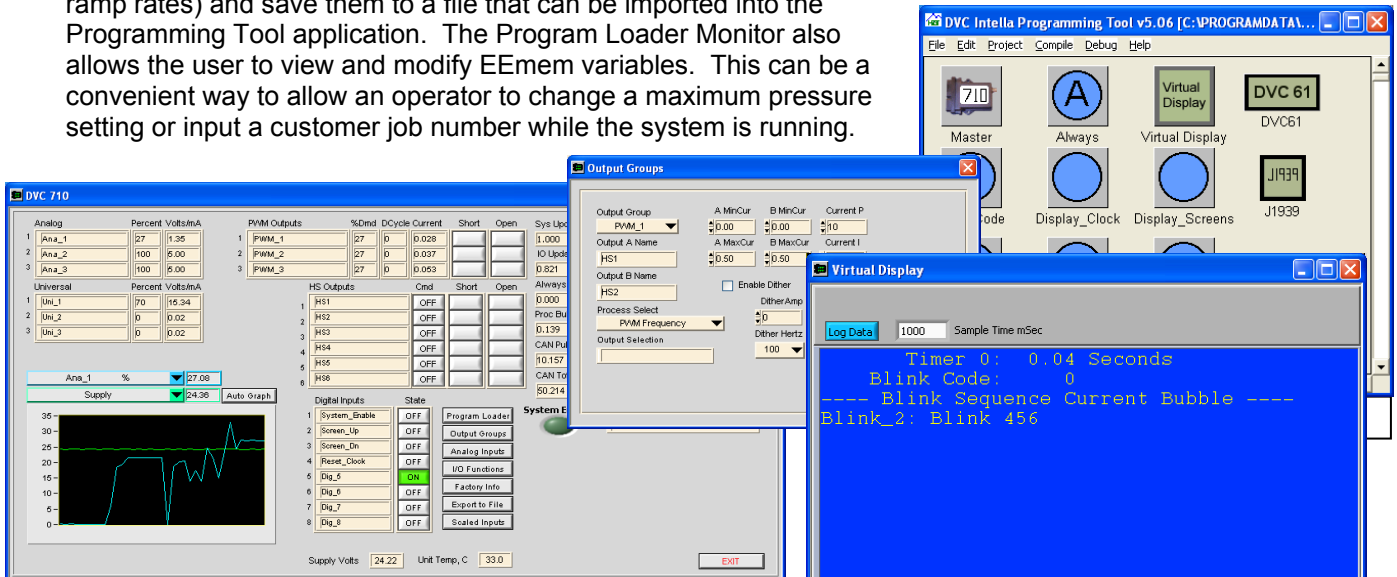 ramp rates) and save them to a file that can be imported into the
Programming Tool application.  The Program Loader Monitor also
allows the user to view and modify EEmem variables.  This can be a
convenient way to allow an operator to change a maximum pressure
setting or input a customer job number while the system is running.
DVC Intella Programming Tool v5.06 [C:\PROGRAMDATA\...
File Edit Project Compile Debug Help
710
A
Virtual
Display
DVC 61
Master
Always
Virtual Display
DVC61
J1939
ode
Display_Clock
Display_Screens
J1939
Output Groups
Output Group
A MinCur
B MinCur
Current P
PWM_1
0.00
0.00
10
Output A Name
A MaxCur
B MaxCur
Current I
HS1
0.50
0.50
Output B Name
HS2
Enable Dither
Process Select
DitherAmp
PWM Frequency
0
Output Selection
Dither Hertz
100
Virtual Display
Log Data
1000
Sample Time mSec
Timer 0: 0.04 Seconds
Blink Code: 0
---- Blink Sequence Current Bubble ----
Blink_2: Blink 456
DVC 710
Analog Percent Volts/mA
1 Ana_1 27 1.35
2 Ana_2 100 5.00
3 Ana_3 100 5.00
Universal Percent Volts/mA
1 Uni_1 70 15.34
2 Uni_2 0 0.02
3 Uni_3 0 0.02
PWM Outputs %Dmd DCycle Current Short Open
1 PWM_1 27 0 0.028
2 PWM_2 27 0 0.037
3 PWM_3 27 0 0.053
HS Outputs Cmd Short Open
1 HS1 OFF
2 HS2 OFF
3 HS3 OFF
4 HS4 OFF
5 HS5 OFF
6 HS6 OFF
Sys Upd
1.000
IO Upda
0.821
Always
0.000
Proc Bu
0.139
CAN Pul
10.157
CAN To
50.214
System E
Ana_1 % 27.08
Supply 24.36 Auto Graph
35
30
25
20
15
10
5
0
Digital Inputs State
1 System_Enable OFF Program Loader
2 Screen_Up OFF Output Groups
3 Screen_Dn OFF Analog Inputs
4 Reset_Clock OFF I/O Functions
5 Dig_5 ON Factory Info
6 Dig_6 OFF Export to File
7 Dig_7 OFF Scaled Inputs
8 Dig_8 OFF
Supply Volts 24.22 Unit Temp, C 33.0
EXIT